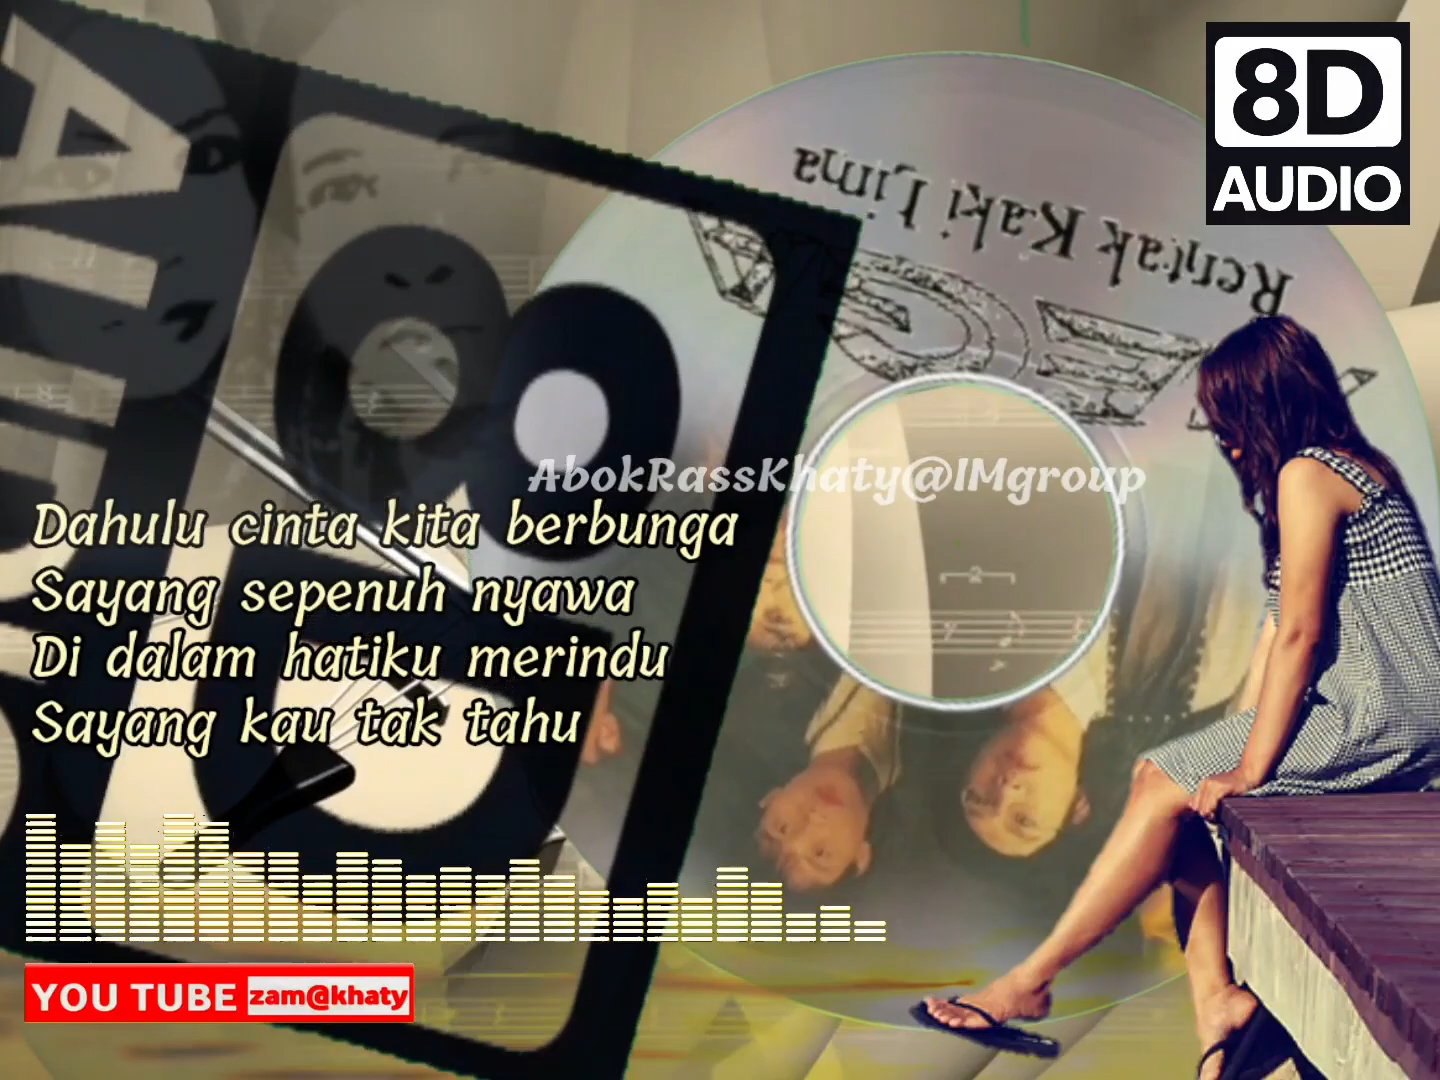 8D
AUDIO
Rentak Kaki Lima
AbokRassKhaty@IMgroup
Dahulu cinta kita berbunga
Sayang sepenuh nyawa
Di dalam hatiku merindu
Sayang kau tak tahu
YOU TUBE zam@khaty